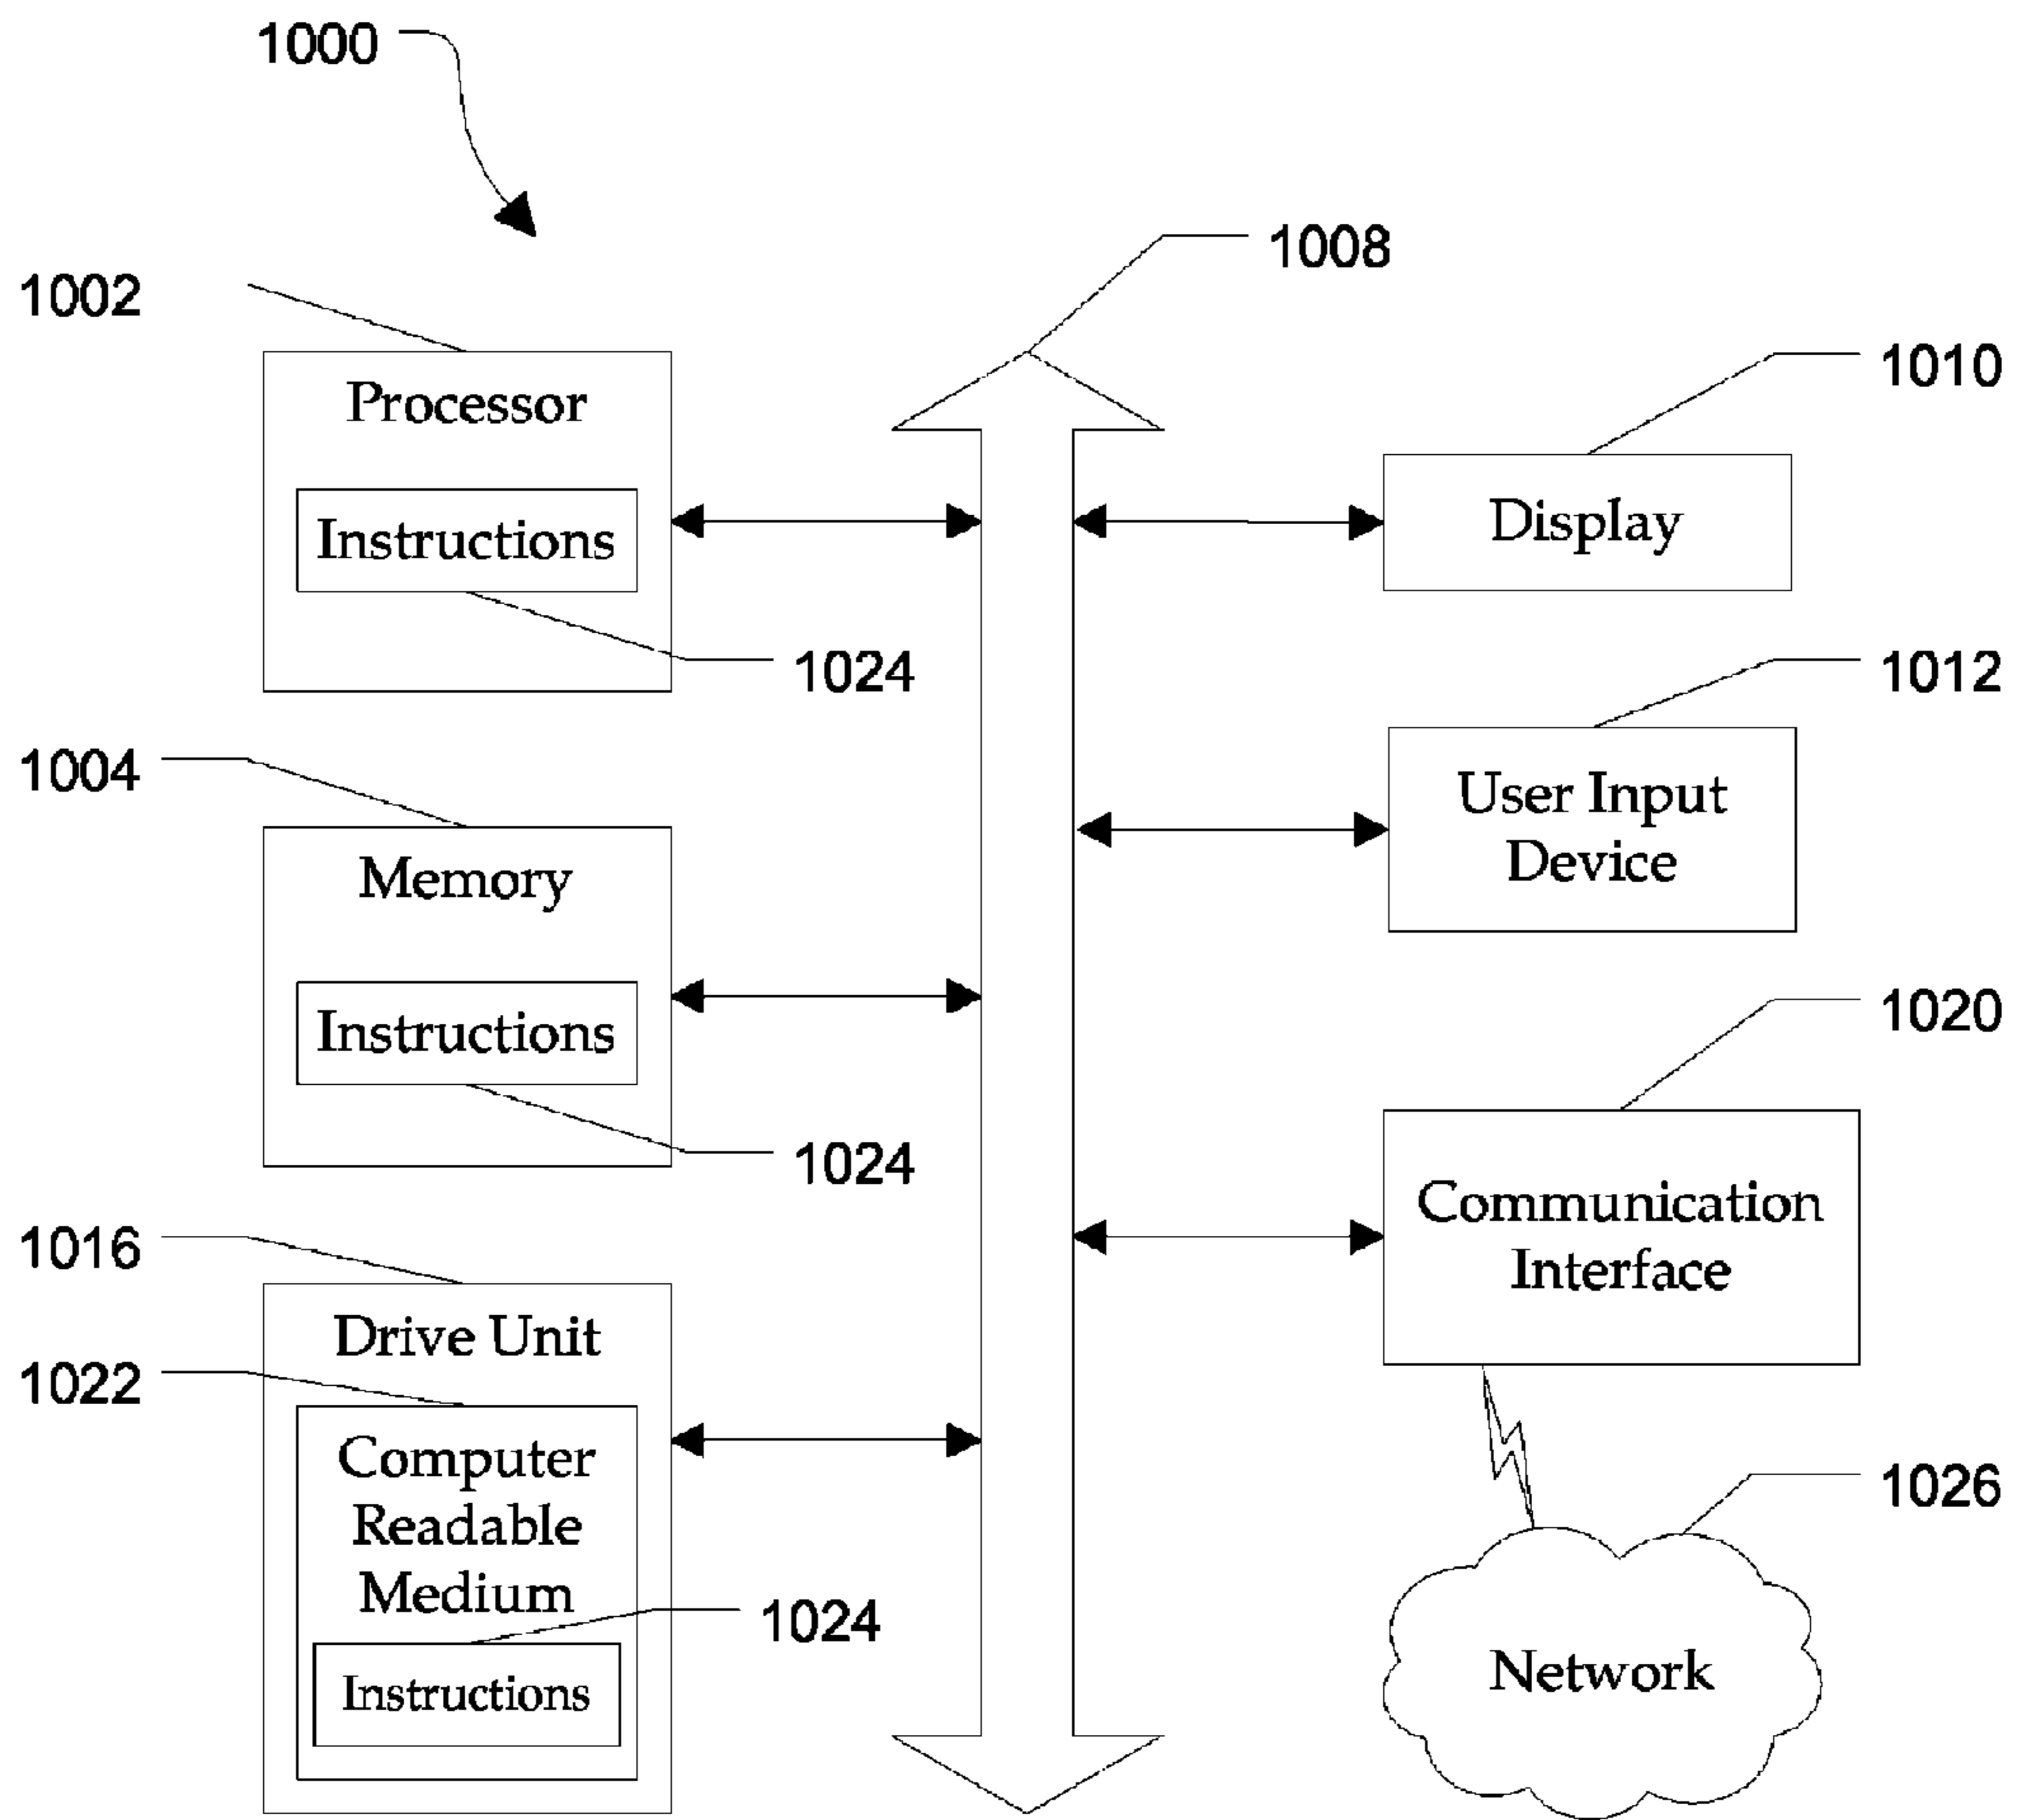 1000
1008
1002
Processor
1010
Instructions
Display
1024
1012
1004
User Input
Device
Memory
1020
Instructions
1024
Communication
Interface
1016
Drive Unit
1022
Computer
Readable
Medium
1026
1024
Instructions
Network